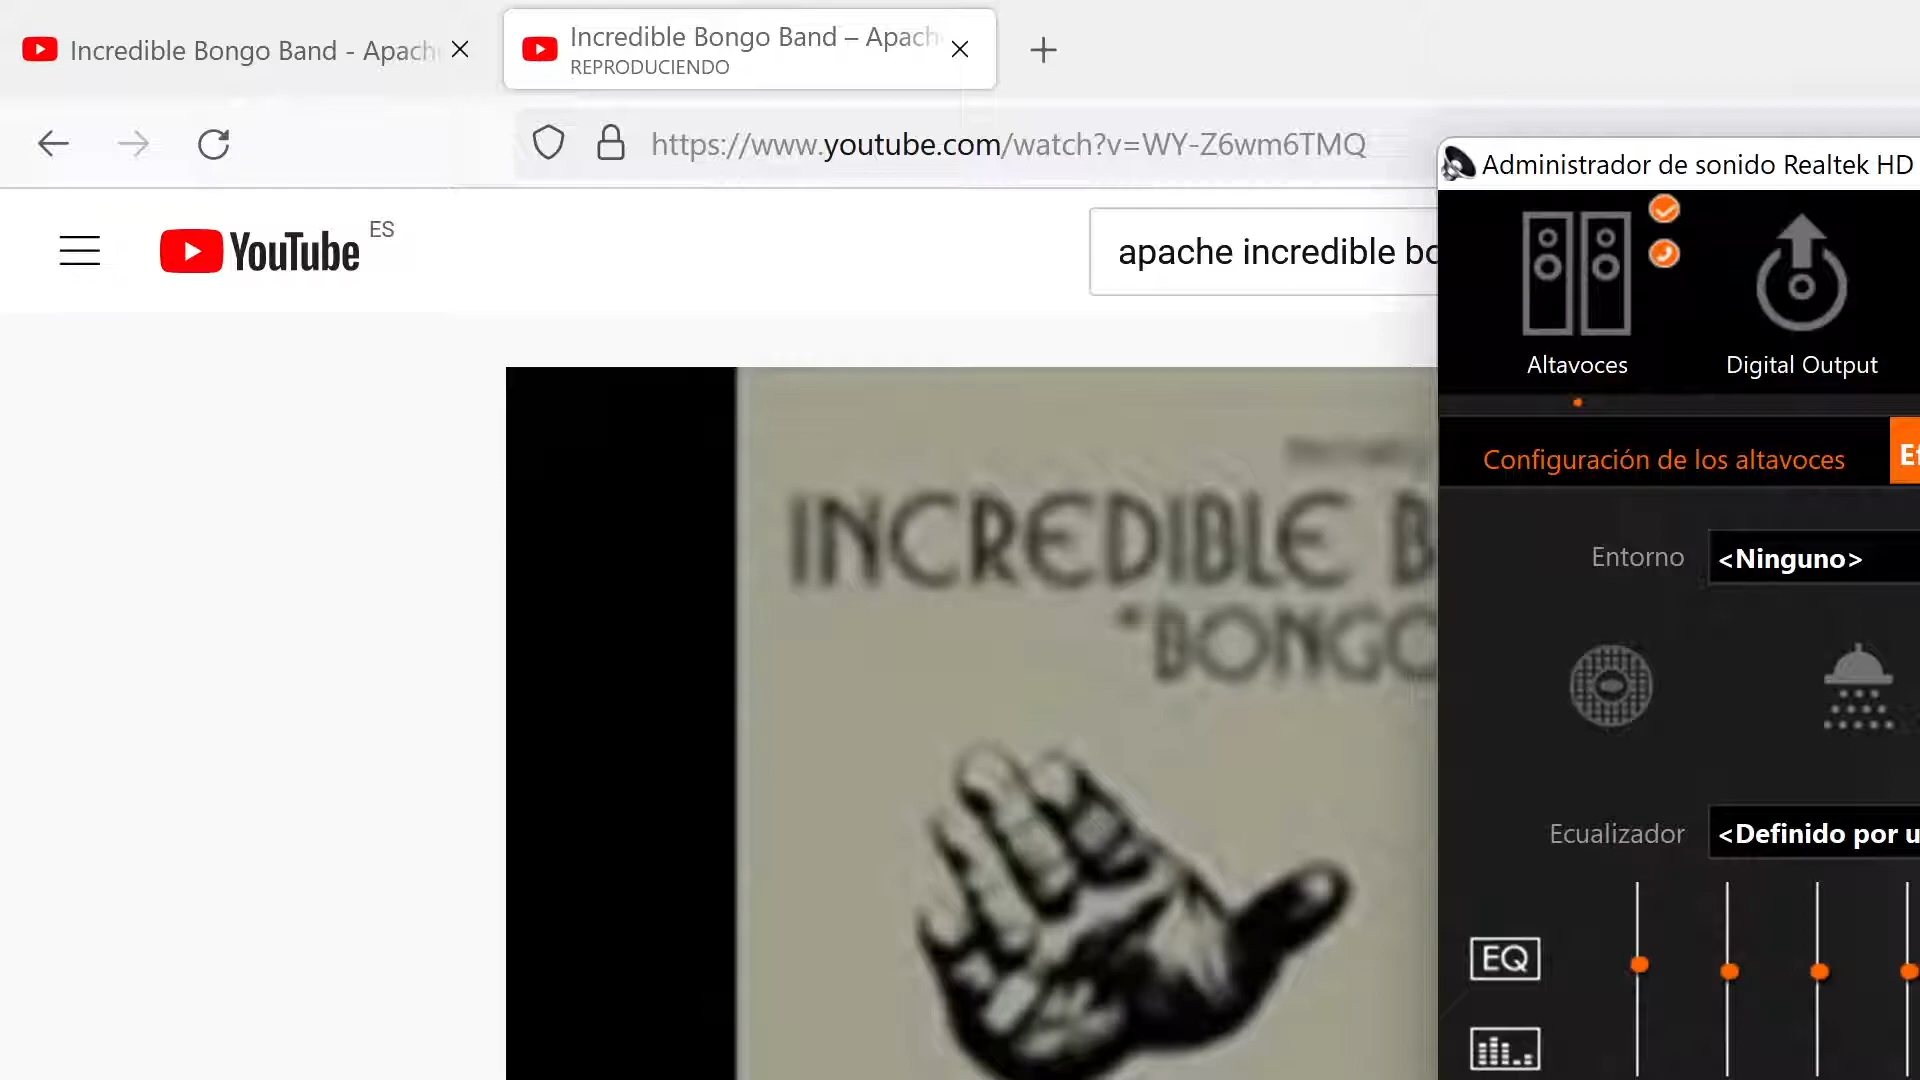 Incredible Bongo Band - Apach
Incredible Bongo Band – Apach
REPRODUCIENDO
https://www.youtube.com/watch?v=WY-Z6wm6TMQ
Administrador de sonido Realtek HD
YouTube ES
apache incredible bo
Altavoces
Digital Output
Configuración de los altavoces
Ef
INCREDIBLE B
"BONGO
Entorno
<Ninguno>
Ecualizador
<Definido por u
EQ